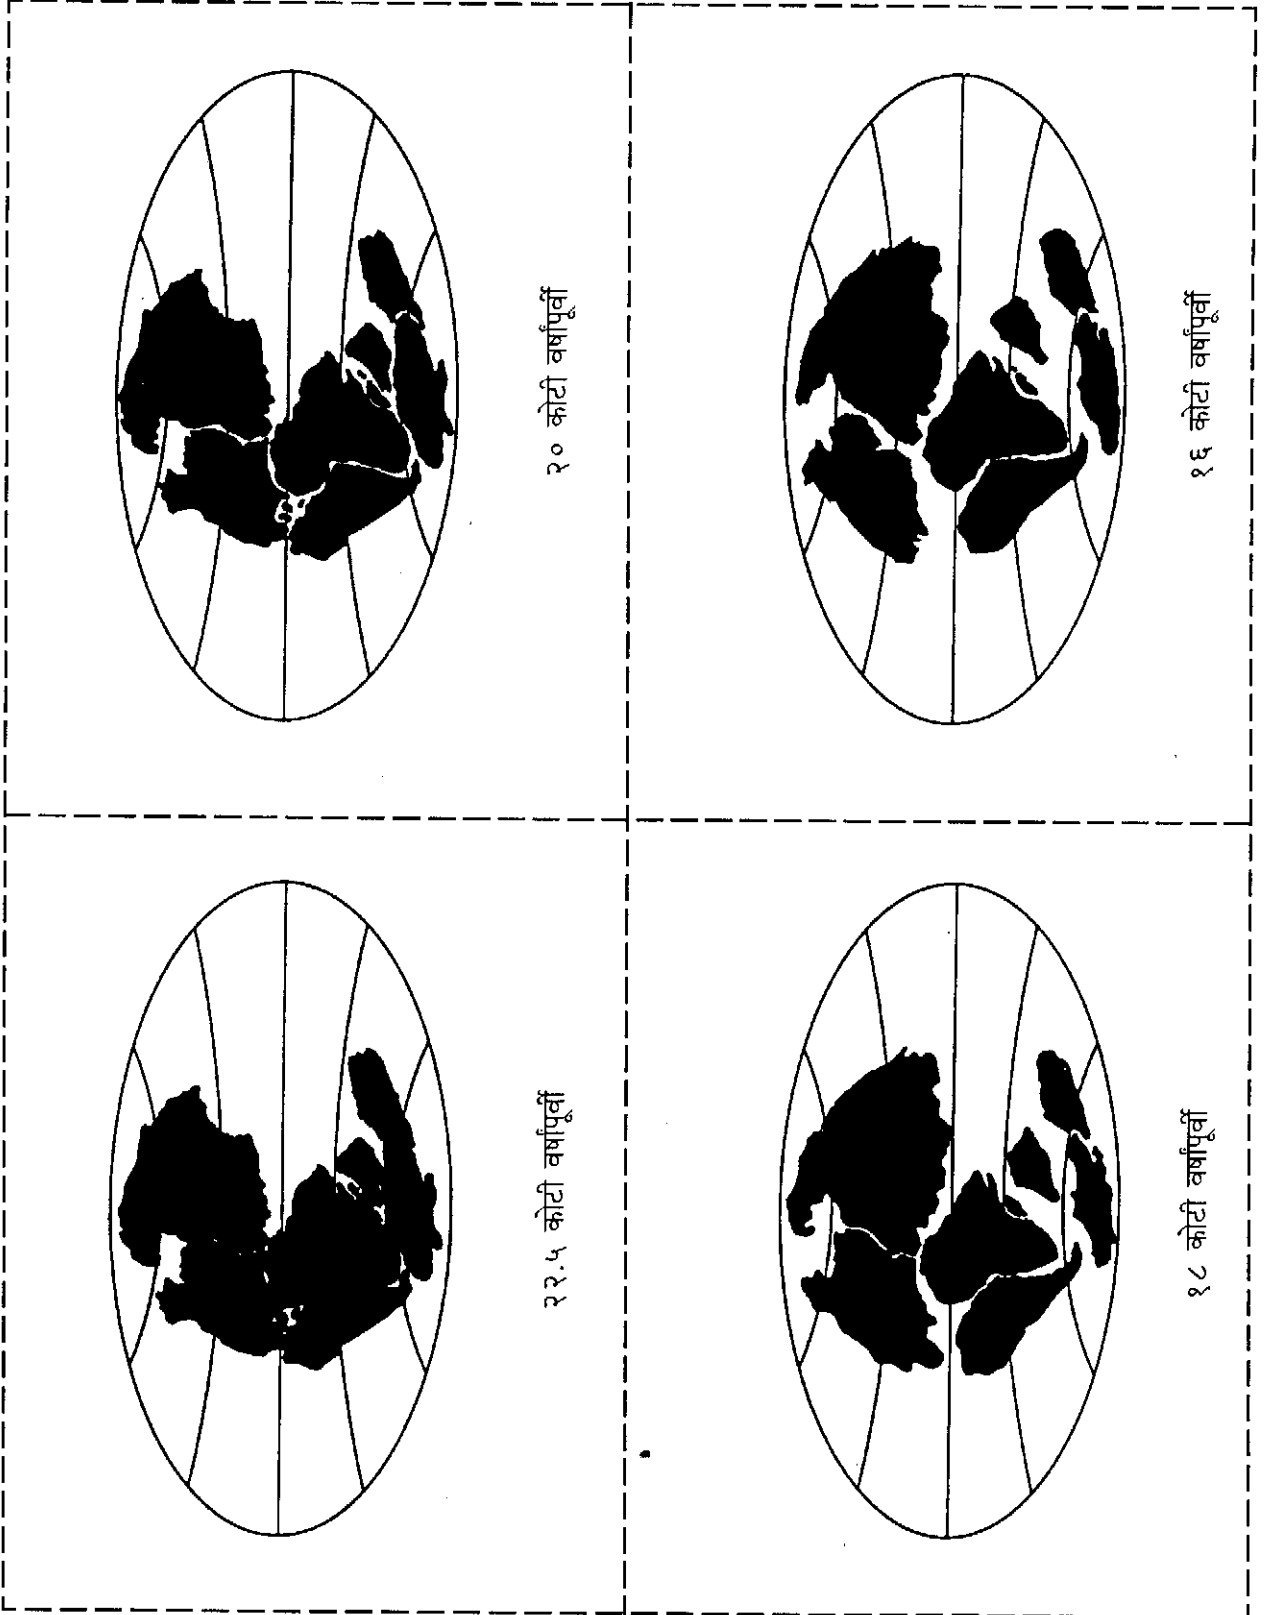 २२.५ कोटी वर्षांपूर्वी
२० कोटी वर्षांपूर्वी
१८ कोटी वर्षांपूर्वी
१६ कोटी वर्षांपूर्वी